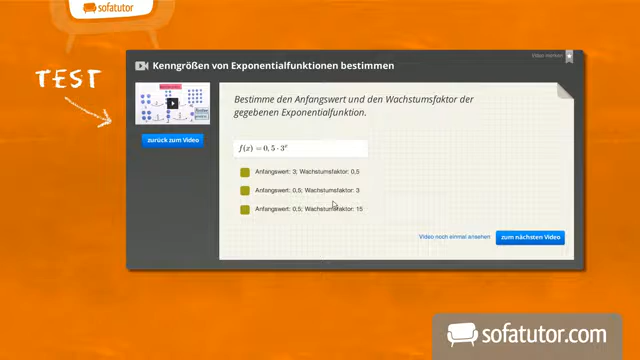 sofatutor
TEST
Kenngrößen von Exponentialfunktionen bestimmen
Video merken
zurück zum Video
Bestimme den Anfangswert und den Wachstumsfaktor der
gegebenen Exponentialfunktion.
f(x) = 0, 5 · 3ˣ
Anfangswert: 3; Wachstumsfaktor: 0,5
Anfangswert: 0,5; Wachstumsfaktor: 3
Anfangswert: 0,5; Wachstumsfaktor: 15
Video noch einmal ansehen
zum nächsten Video
sofatutor.com